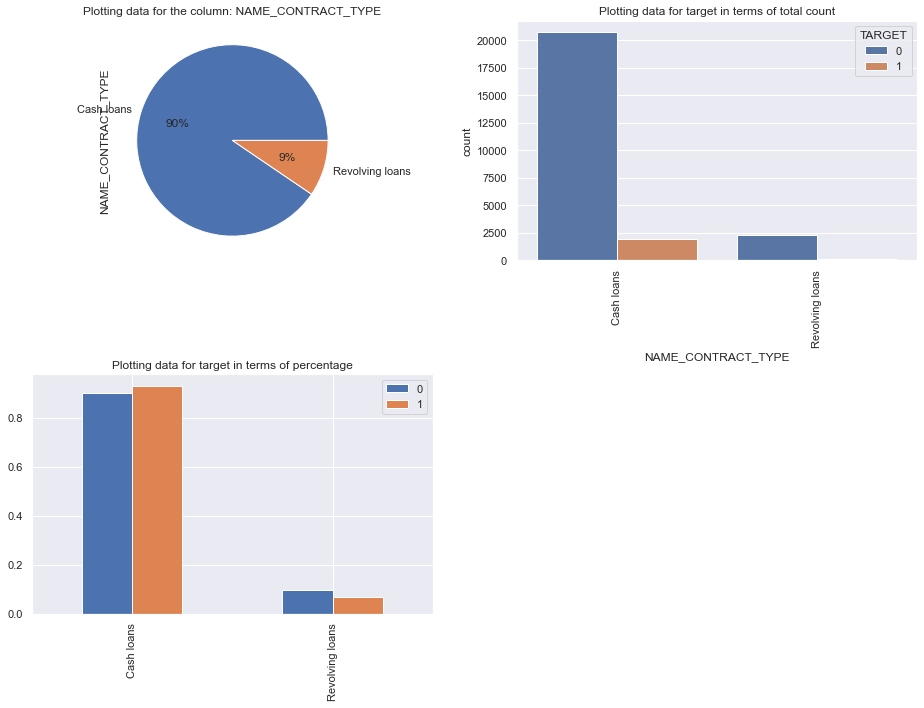 Plotting data for the column: NAME_CONTRACT_TYPE
NAME_CONTRACT_TYPE
Cash loans
90%
9%
Revolving loans
Plotting data for target in terms of total count
count
20000
17500
15000
12500
10000
7500
5000
2500
0
TARGET
0
1
Cash loans
Revolving loans
NAME_CONTRACT_TYPE
Plotting data for target in terms of percentage
0.8
0.6
0.4
0.2
0.0
0
1
Cash loans
Revolving loans